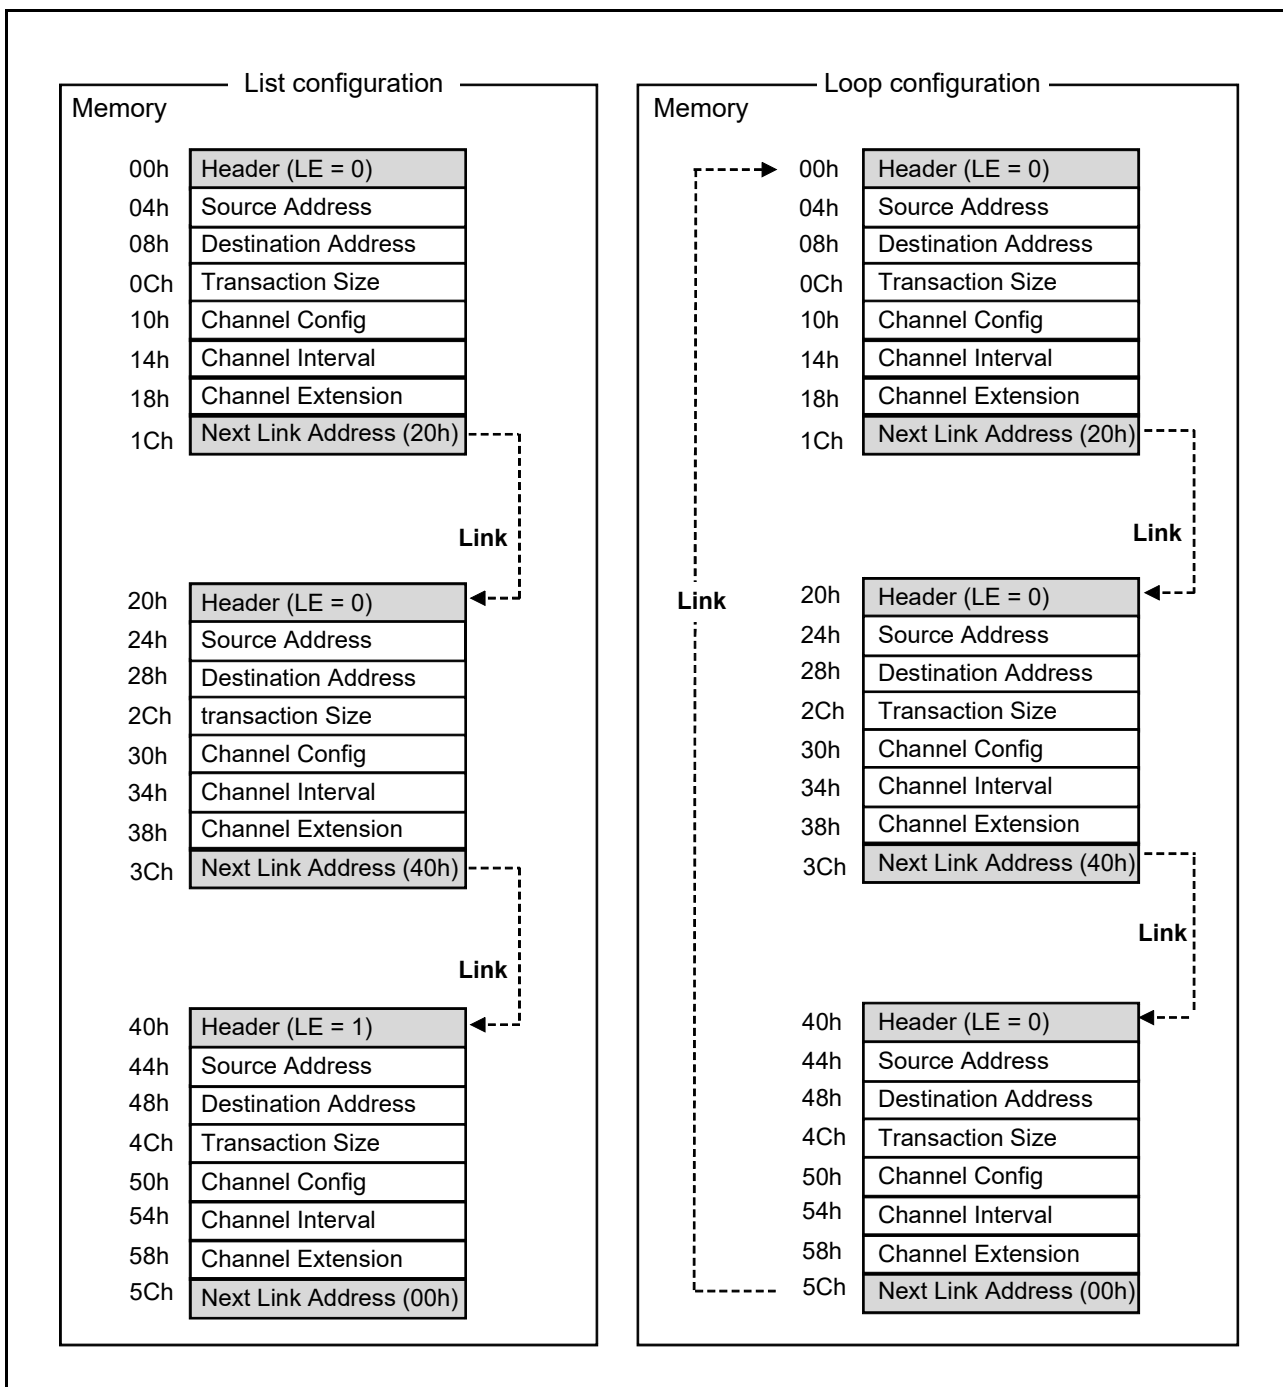 List configuration
Memory
00h Header (LE = 0)
04h Source Address
08h Destination Address
0Ch Transaction Size
10h Channel Config
14h Channel Interval
18h Channel Extension
1Ch Next Link Address (20h)
Link
20h Header (LE = 0)
24h Source Address
28h Destination Address
2Ch transaction Size
30h Channel Config
34h Channel Interval
38h Channel Extension
3Ch Next Link Address (40h)
Link
40h Header (LE = 1)
44h Source Address
48h Destination Address
4Ch Transaction Size
50h Channel Config
54h Channel Interval
58h Channel Extension
5Ch Next Link Address (00h)
Loop configuration
Memory
00h Header (LE = 0)
04h Source Address
08h Destination Address
0Ch Transaction Size
10h Channel Config
14h Channel Interval
18h Channel Extension
1Ch Next Link Address (20h)
Link
Link
20h Header (LE = 0)
24h Source Address
28h Destination Address
2Ch Transaction Size
30h Channel Config
34h Channel Interval
38h Channel Extension
3Ch Next Link Address (40h)
Link
40h Header (LE = 0)
44h Source Address
48h Destination Address
4Ch Transaction Size
50h Channel Config
54h Channel Interval
58h Channel Extension
5Ch Next Link Address (00h)